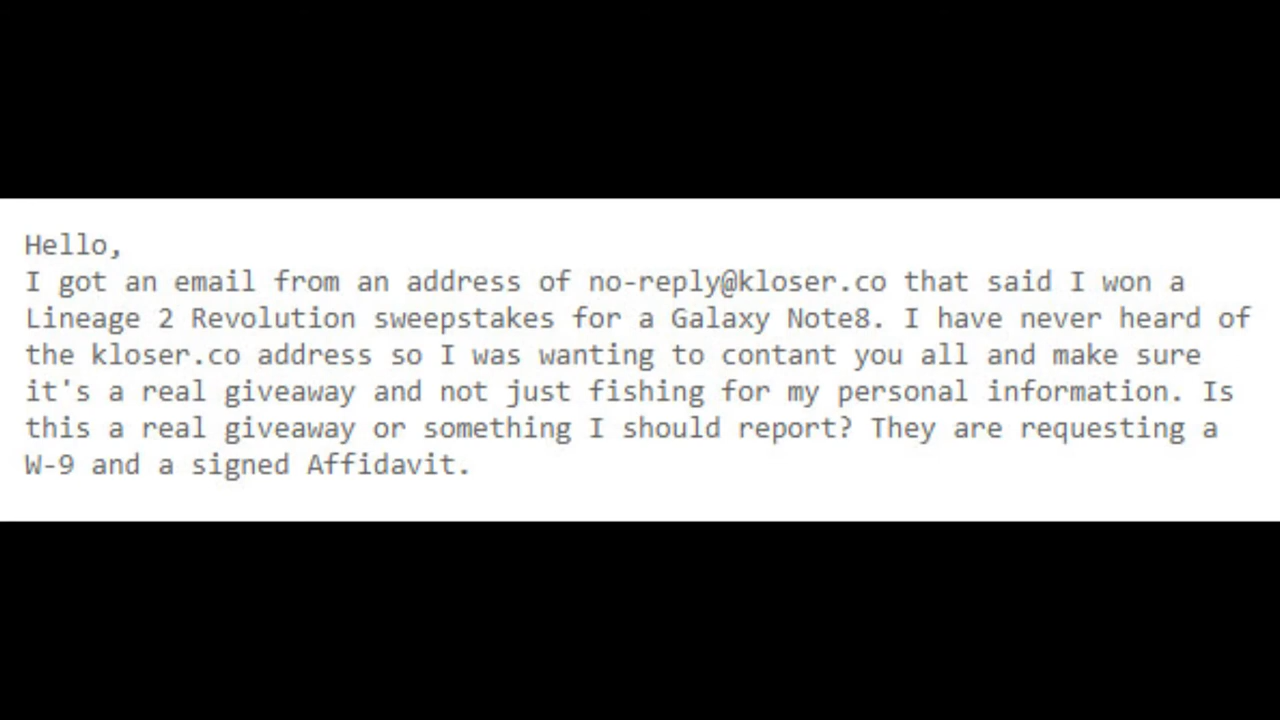 Hello,
I got an email from an address of no-reply@kloser.co that said I won a
Lineage 2 Revolution sweepstakes for a Galaxy Note8. I have never heard of
the kloser.co address so I was wanting to contant you all and make sure
it's a real giveaway and not just fishing for my personal information. Is
this a real giveaway or something I should report? They are requesting a
W-9 and a signed Affidavit.